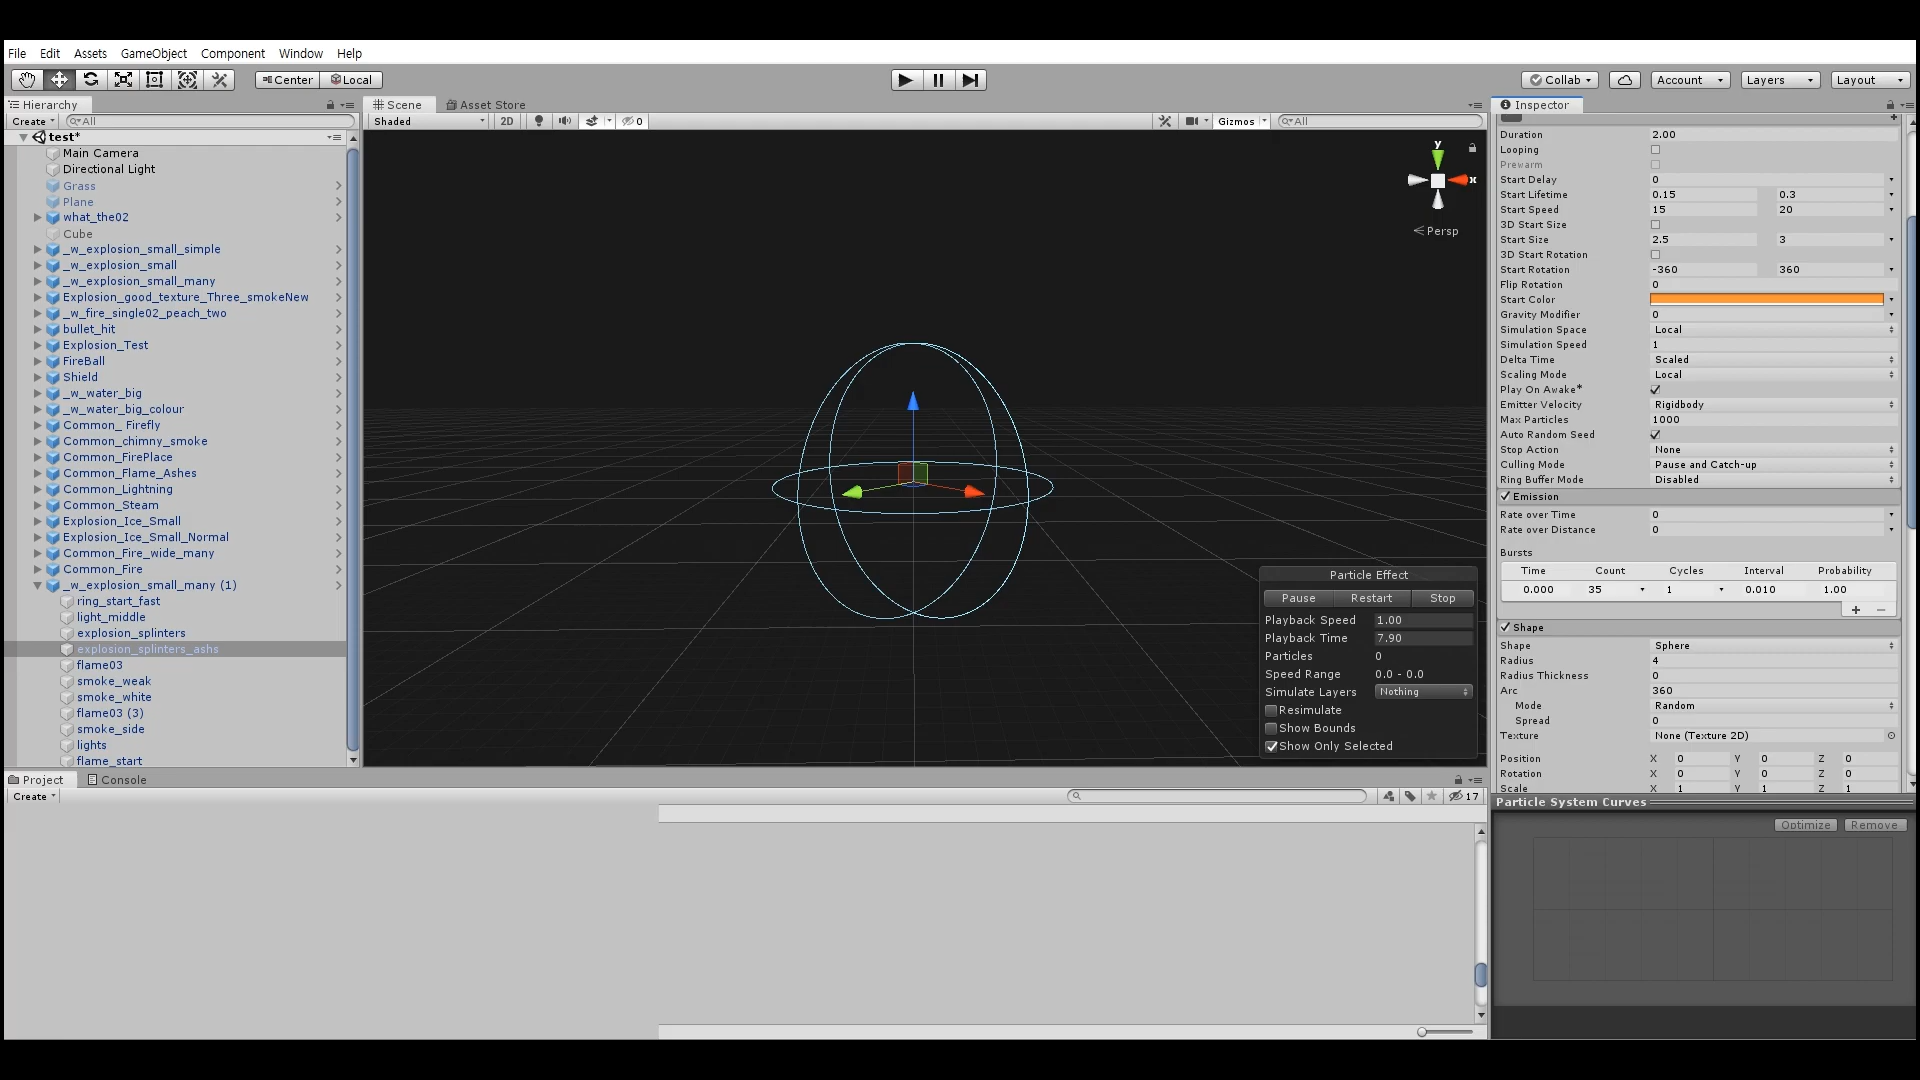 File Edit Assets GameObject Component Window Help
Center Local Collab Account Layers Layout
Hierarchy
Create All
test*
Main Camera
Directional Light
Grass
Plane
what_the02
Cube
_w_explosion_small_simple
_w_explosion_small
_w_explosion_small_many
Explosion_good_texture_Three_smokeNew
_w_fire_single02_peach_two
bullet_hit
Explosion_Test
FireBall
Shield
_w_water_big
_w_water_big_colour
Common_ Firefly
Common_chimny_smoke
Common_FirePlace
Common_Flame_Ashes
Common_Lightning
Common_Steam
Explosion_Ice_Small
Explosion_Ice_Small_Normal
Common_Fire_wide_many
Common_Fire
_w_explosion_small_many (1)
ring_start_fast
light_middle
explosion_splinters
explosion_splinters_ashs
flame03
smoke_weak
smoke_white
flame03 (3)
smoke_side
lights
flame_start
Scene Asset Store
Shaded 2D 0 Gizmos All
y
x
Persp
Particle Effect
Pause Restart Stop
Playback Speed 1.00
Playback Time 7.90
Particles 0
Speed Range 0.0 - 0.0
Simulate Layers Nothing
Resimulate
Show Bounds
Show Only Selected
Project Console
Create 17
Inspector
Duration 2.00
Looping
Prewarm
Start Delay 0
Start Lifetime 0.15 0.3
Start Speed 15 20
3D Start Size
Start Size 2.5 3
3D Start Rotation
Start Rotation -360 360
Flip Rotation 0
Start Color
Gravity Modifier 0
Simulation Space Local
Simulation Speed 1
Delta Time Scaled
Scaling Mode Local
Play On Awake*
Emitter Velocity Rigidbody
Max Particles 1000
Auto Random Seed
Stop Action None
Culling Mode Pause and Catch-up
Ring Buffer Mode Disabled
Emission
Rate over Time 0
Rate over Distance 0
Bursts
Time Count Cycles Interval Probability
0.000 35 1 0.010 1.00
Shape
Shape Sphere
Radius 4
Radius Thickness 0
Arc 360
Mode Random
Spread 0
Texture None (Texture 2D)
Position X 0 Y 0 Z 0
Rotation X 0 Y 0 Z 0
Scale X 1 Y 1 Z 1
Particle System Curves
Optimize Remove